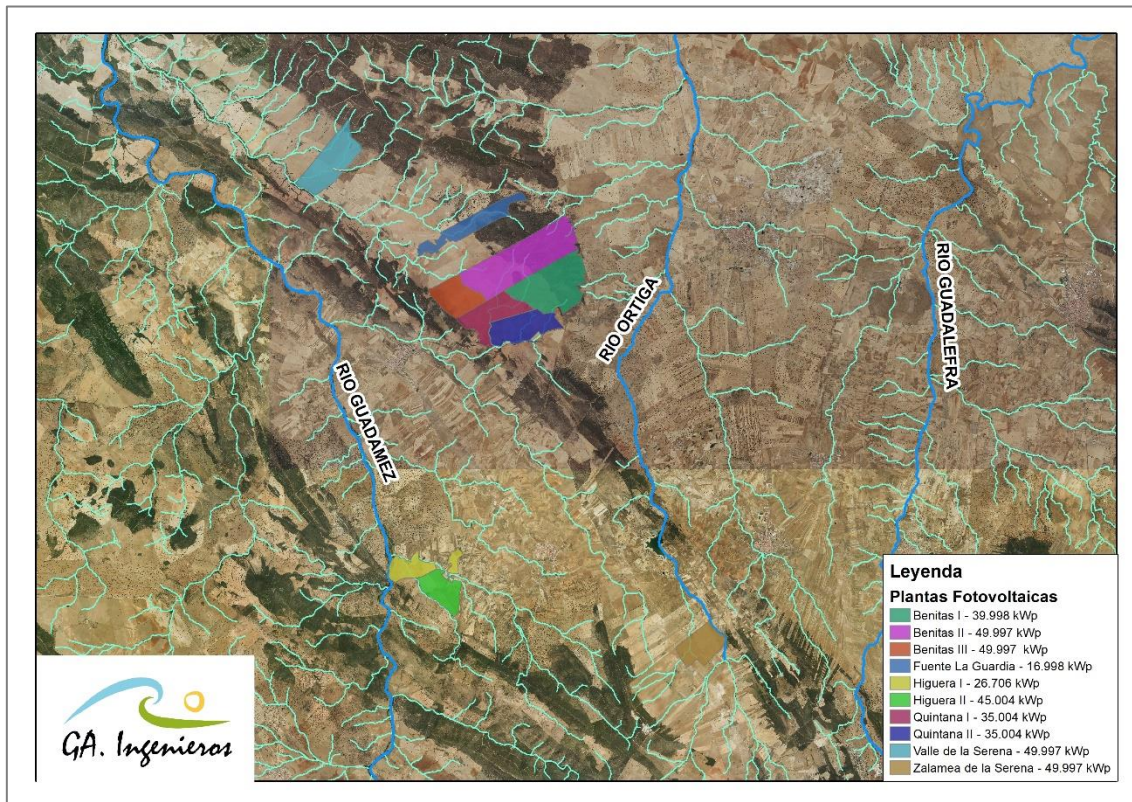 RIO GUADAMEZ
RIO ORTIGA
RIO GUADALEFRA
Leyenda
Plantas Fotovoltaicas
Benitas I - 39.998 kWp
Benitas II - 49.997 kWp
Benitas III - 49.997 kWp
Fuente La Guardia - 16.998 kWp
Higuera I - 26.706 kWp
Higuera II - 45.004 kWp
Quintana I - 35.004 kWp
Quintana II - 35.004 kWp
Valle de la Serena - 49.997 kWp
Zalamea de la Serena - 49.997 kWp
GA. Ingenieros